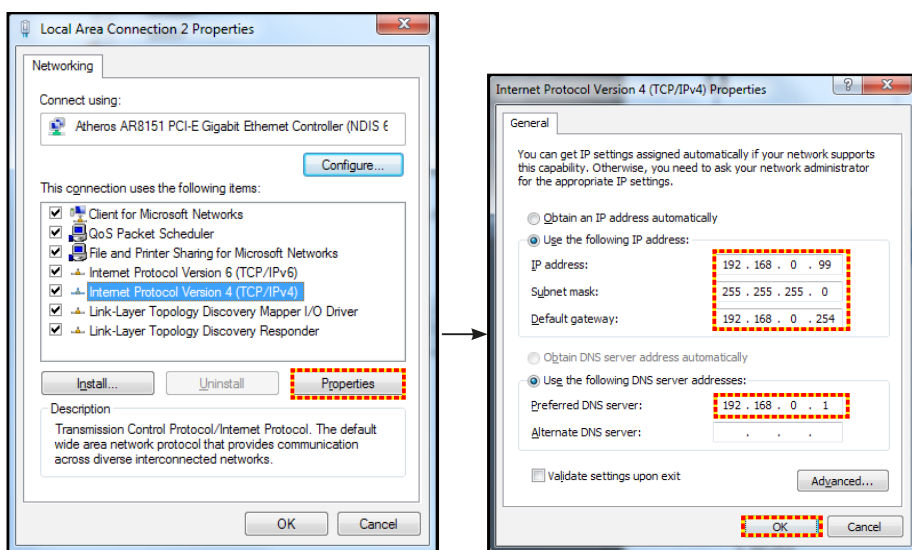 Local Area Connection 2 Properties
Networking
Connect using:
Atheros AR8151 PCI-E Gigabit Ethernet Controller (NDIS 6
Configure...
This connection uses the following items:
Client for Microsoft Networks
QoS Packet Scheduler
File and Printer Sharing for Microsoft Networks
Internet Protocol Version 6 (TCP/IPv6)
Internet Protocol Version 4 (TCP/IPv4)
Link-Layer Topology Discovery Mapper I/O Driver
Link-Layer Topology Discovery Responder
Install...
Uninstall
Properties
Description
Transmission Control Protocol/Internet Protocol. The default
wide area network protocol that provides communication
across diverse interconnected networks.
OK
Cancel
Internet Protocol Version 4 (TCP/IPv4) Properties
General
You can get IP settings assigned automatically if your network supports
this capability. Otherwise, you need to ask your network administrator
for the appropriate IP settings.
Obtain an IP address automatically
Use the following IP address:
IP address: 192 . 168 . 0 . 99
Subnet mask: 255 . 255 . 255 . 0
Default gateway: 192 . 168 . 0 . 254
Obtain DNS server address automatically
Use the following DNS server addresses:
Preferred DNS server: 192 . 168 . 0 . 1
Alternate DNS server: . . .
Validate settings upon exit
Advanced...
OK
Cancel